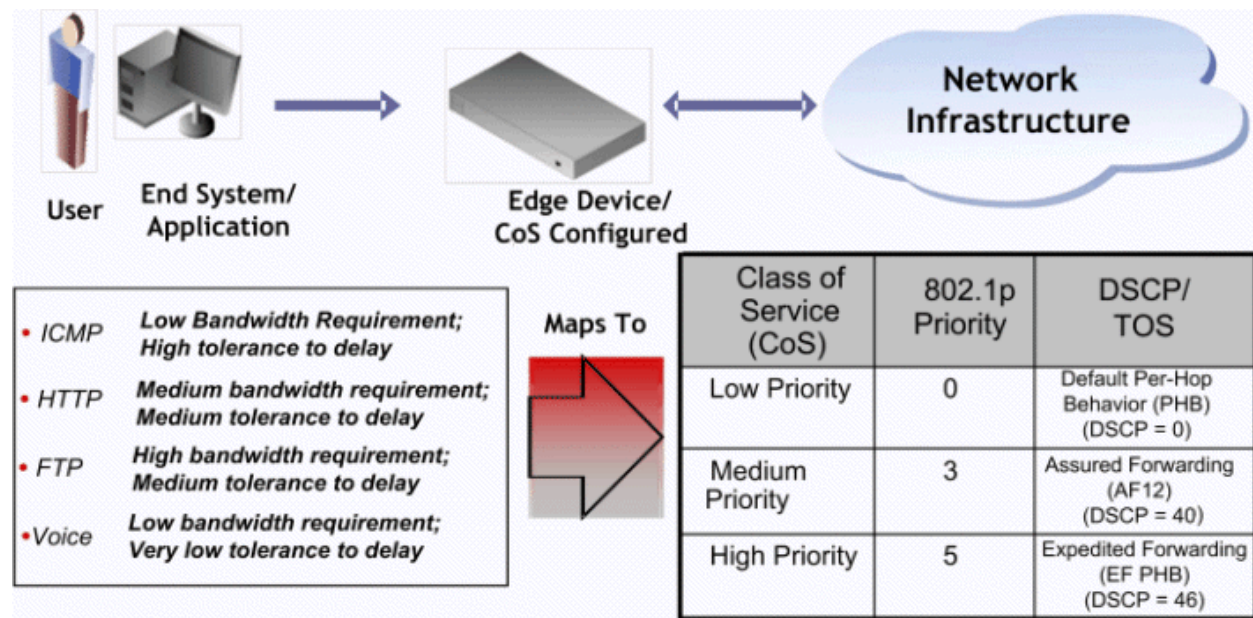 User
End System/
Application
Edge Device/
CoS Configured
Network
Infrastructure
• ICMP Low Bandwidth Requirement;
High tolerance to delay
• HTTP Medium bandwidth requirement;
Medium tolerance to delay
• FTP High bandwidth requirement;
Medium tolerance to delay
•Voice Low bandwidth requirement;
Very low tolerance to delay
Maps To
Class of
Service
(CoS)
802.1p
Priority
DSCP/
TOS
Low Priority
0
Default Per-Hop
Behavior (PHB)
(DSCP = 0)
Medium
Priority
3
Assured Forwarding
(AF12)
(DSCP = 40)
High Priority
5
Expedited Forwarding
(EF PHB)
(DSCP = 46)